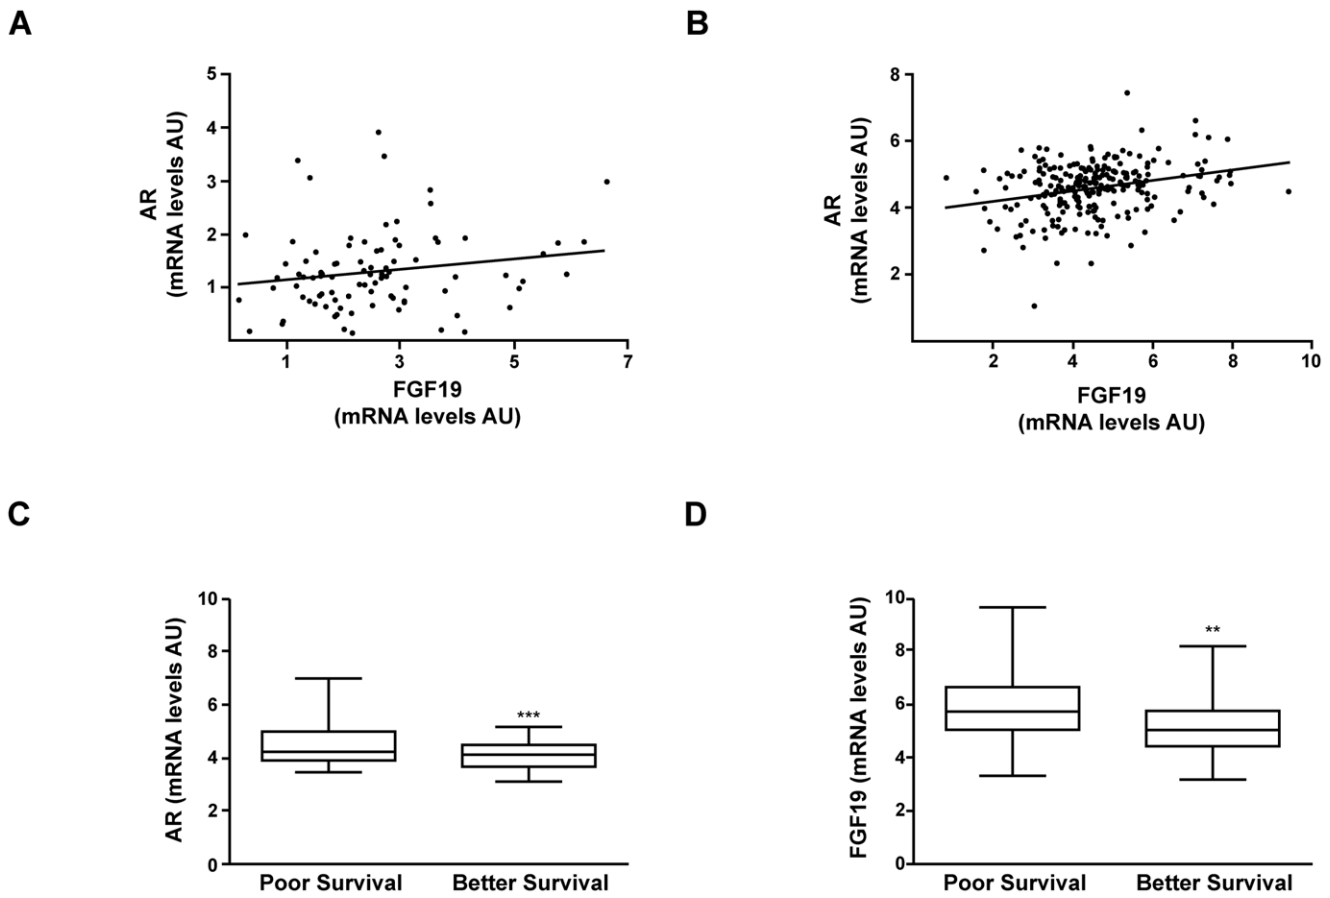 A
B
5
4
3
2
1
AR
(mRNA levels AU)
1
3
5
7
FGF19
(mRNA levels AU)
8
6
4
2
AR
(mRNA levels AU)
2
4
6
8
10
FGF19
(mRNA levels AU)
C
D
10
8
6
4
2
0
AR (mRNA levels AU)
***
Poor Survival
Better Survival
10
8
6
4
2
0
FGF19 (mRNA levels AU)
**
Poor Survival
Better Survival